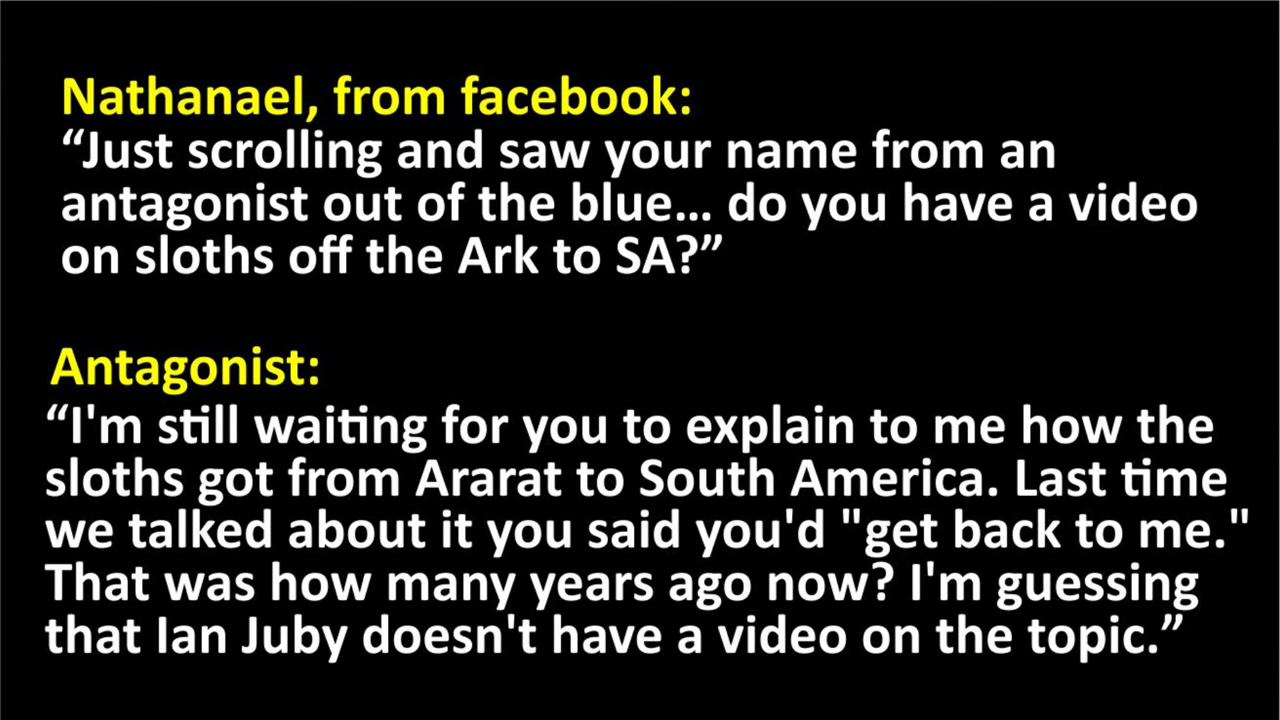 Nathanael, from facebook:
“Just scrolling and saw your name from an
antagonist out of the blue... do you have a video
on sloths off the Ark to SA?”
Antagonist:
“I'm still waiting for you to explain to me how the
sloths got from Ararat to South America. Last time
we talked about it you said you'd "get back to me."
That was how many years ago now? I'm guessing
that Ian Juby doesn't have a video on the topic.”